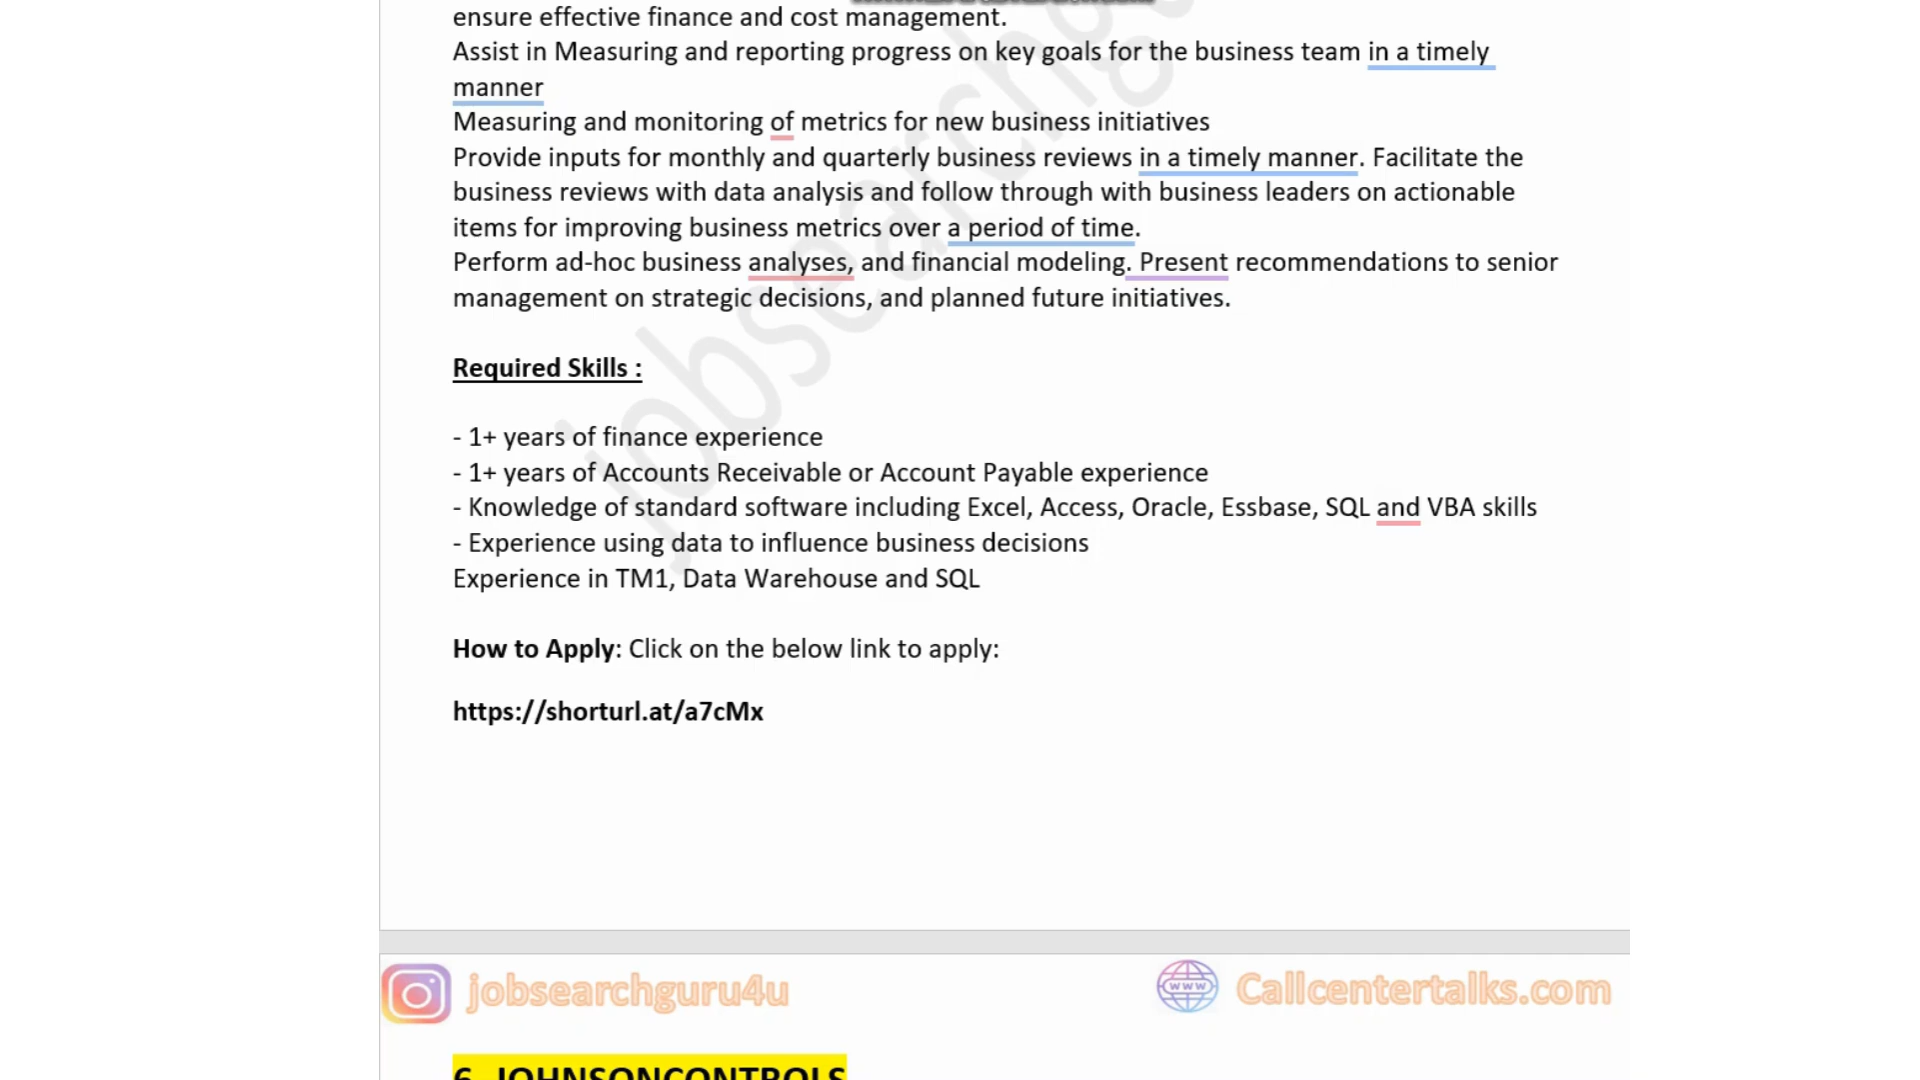 ensure effective finance and cost management.
Assist in Measuring and reporting progress on key goals for the business team in a timely
manner
Measuring and monitoring of metrics for new business initiatives
Provide inputs for monthly and quarterly business reviews in a timely manner. Facilitate the
business reviews with data analysis and follow through with business leaders on actionable
items for improving business metrics over a period of time.
Perform ad-hoc business analyses, and financial modeling. Present recommendations to senior
management on strategic decisions, and planned future initiatives.
Required Skills :
- 1+ years of finance experience
- 1+ years of Accounts Receivable or Account Payable experience
- Knowledge of standard software including Excel, Access, Oracle, Essbase, SQL and VBA skills
- Experience using data to influence business decisions
Experience in TM1, Data Warehouse and SQL
How to Apply: Click on the below link to apply:
https://shorturl.at/a7cMx
jobsearchgu
jobsearchguru4u
www
Callcentertalks.com
6. JOHNSONCONTROLS